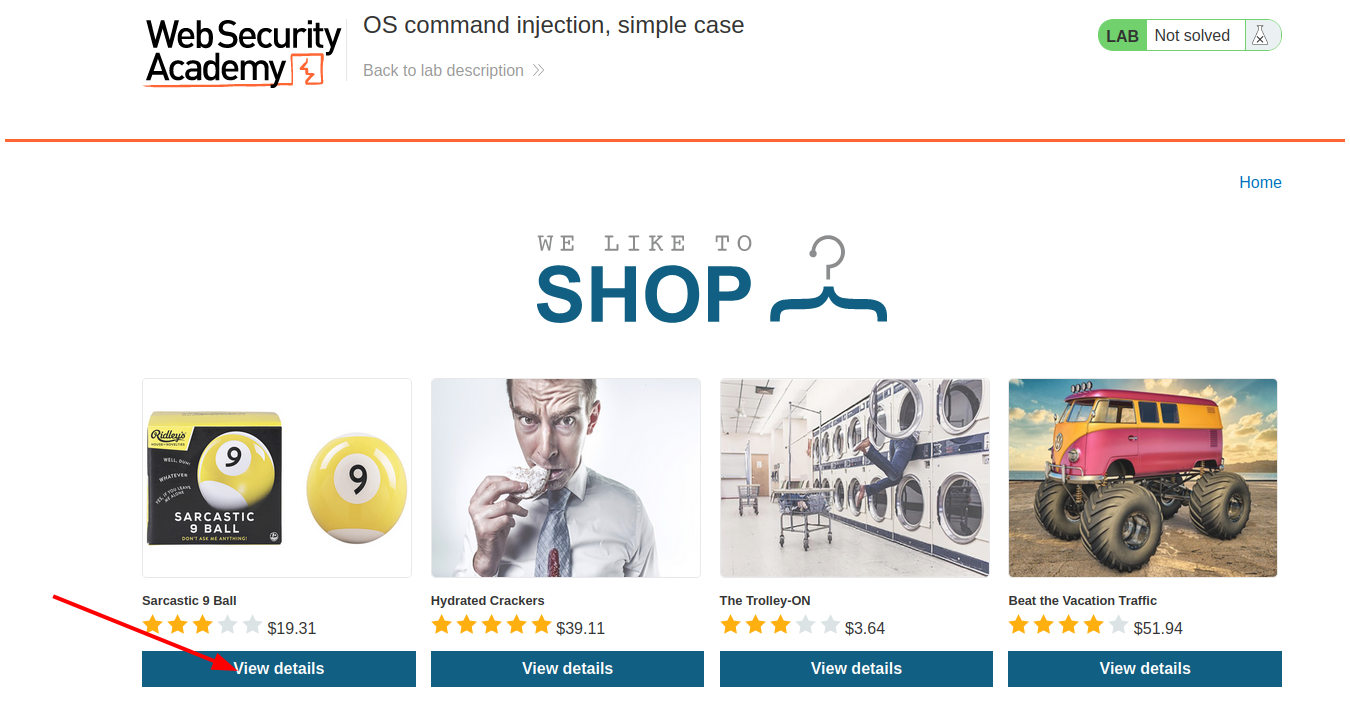 Web Security
Academy
OS command injection, simple case
Back to lab description
LAB Not solved
Home
WE LIKE TO
SHOP
Ridley's
WELL, DUH!
WHATEVER
YES, IF YOU LEAVE
ME ALONE
9
SARCASTIC
9 BALL
DON'T ASK ME ANYTHING!
9
Sarcastic 9 Ball
$19.31
View details
Hydrated Crackers
$39.11
View details
The Trolley-ON
$3.64
View details
Beat the Vacation Traffic
$51.94
View details